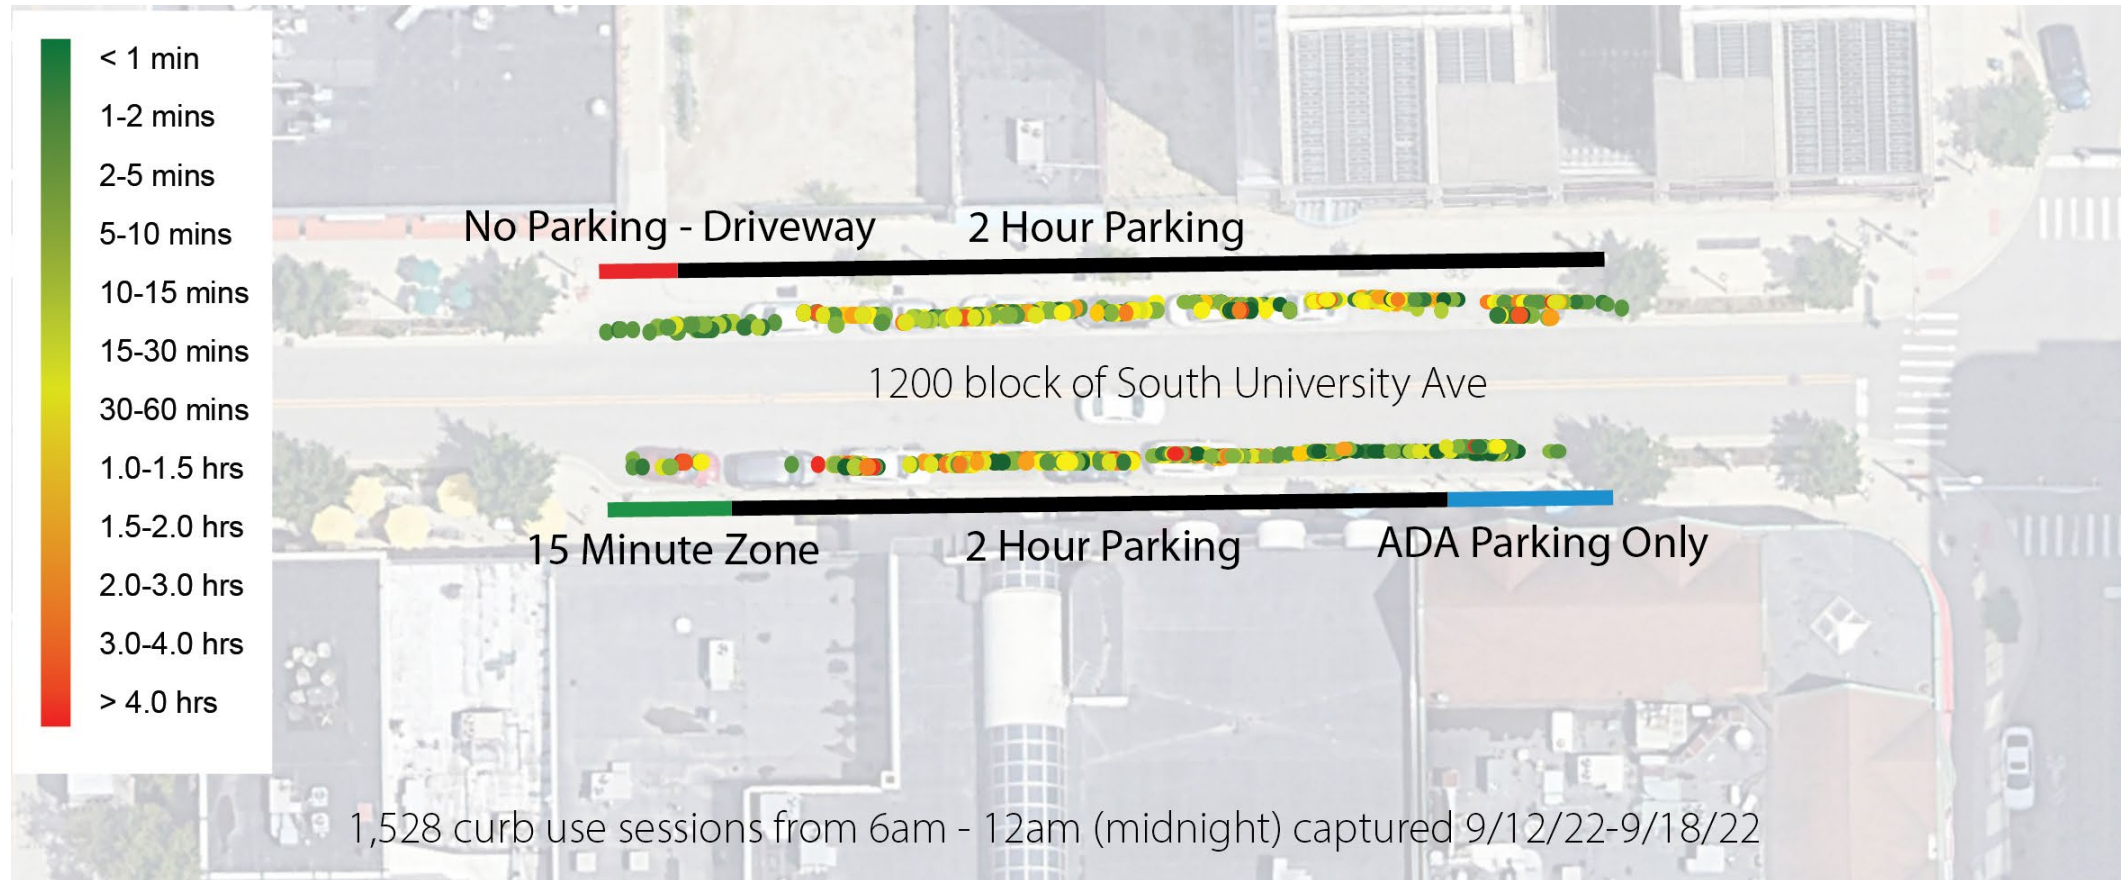 < 1 min
1-2 mins
2-5 mins
5-10 mins
10-15 mins
15-30 mins
30-60 mins
1.0-1.5 hrs
1.5-2.0 hrs
2.0-3.0 hrs
3.0-4.0 hrs
> 4.0 hrs
No Parking - Driveway
2 Hour Parking
1200 block of South University Ave
15 Minute Zone
2 Hour Parking
ADA Parking Only
1,528 curb use sessions from 6am - 12am (midnight) captured 9/12/22-9/18/22